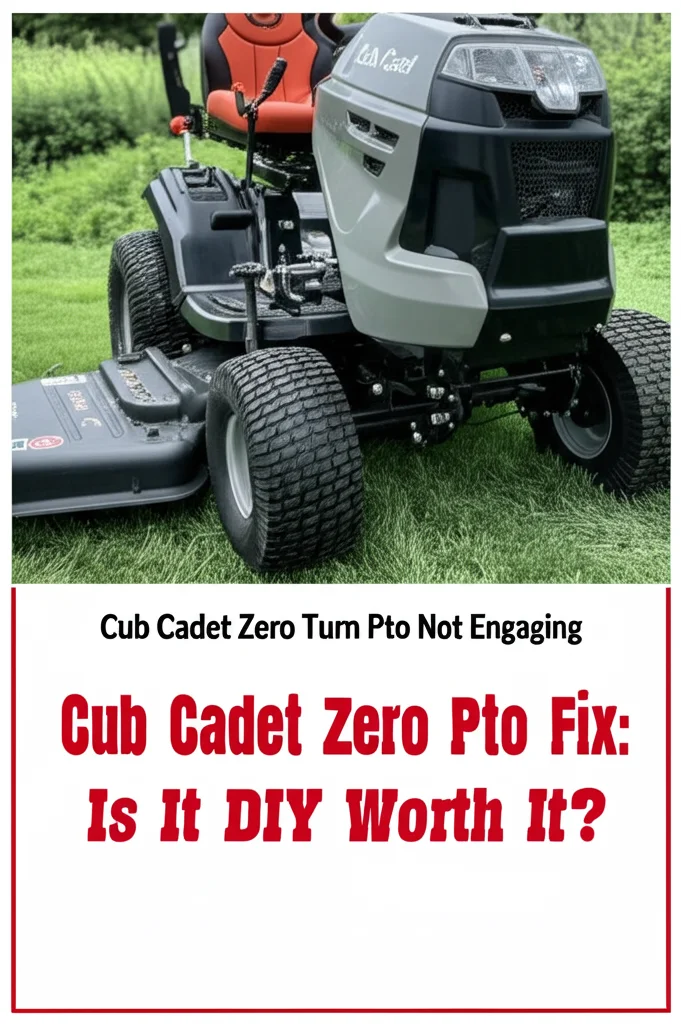 Cub Cadet Zero Turn Pto Not Engaging
Cub Cadet Zero Pto Fix:
Is It DIY Worth It?